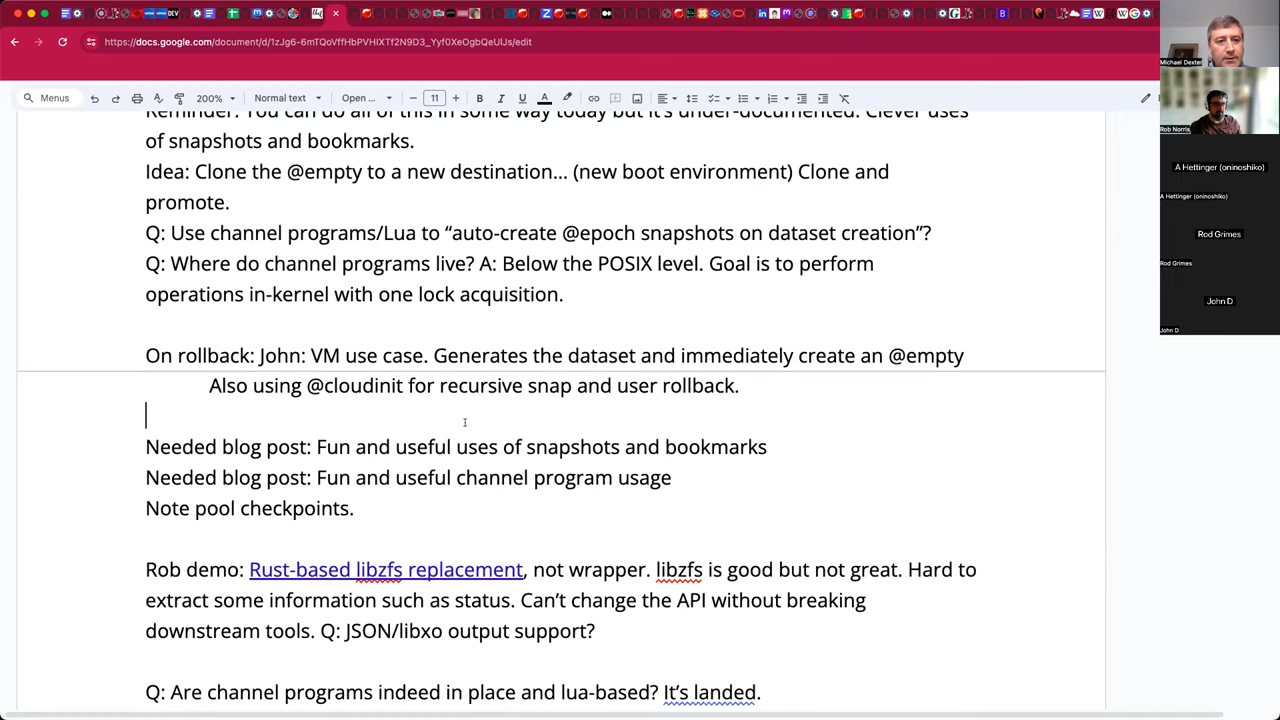 https://docs.google.com/document/d/1zJg6-6mTQoVffHbPVHIXTf2N9D3_Yyf0XeOgbQeUIJs/edit
Menus
200%
Normal text
Open ...
11
Reminder: You can do all of this in some way today but it's under-documented. Clever uses
of snapshots and bookmarks.
Idea: Clone the @empty to a new destination... (new boot environment) Clone and
promote.
Q: Use channel programs/Lua to “auto-create @epoch snapshots on dataset creation”?
Q: Where do channel programs live? A: Below the POSIX level. Goal is to perform
operations in-kernel with one lock acquisition.
On rollback: John: VM use case. Generates the dataset and immediately create an @empty
Also using @cloudinit for recursive snap and user rollback.
Needed blog post: Fun and useful uses of snapshots and bookmarks
Needed blog post: Fun and useful channel program usage
Note pool checkpoints.
Rob demo: Rust-based libzfs replacement, not wrapper. libzfs is good but not great. Hard to
extract some information such as status. Can't change the API without breaking
downstream tools. Q: JSON/libxo output support?
Q: Are channel programs indeed in place and lua-based? It's landed.
Michael Dexter
Rob Norris
A Hettinger (oninoshiko)
A Hettinger (oninoshiko)
Rod Grimes
Rod Grimes
John D
John D